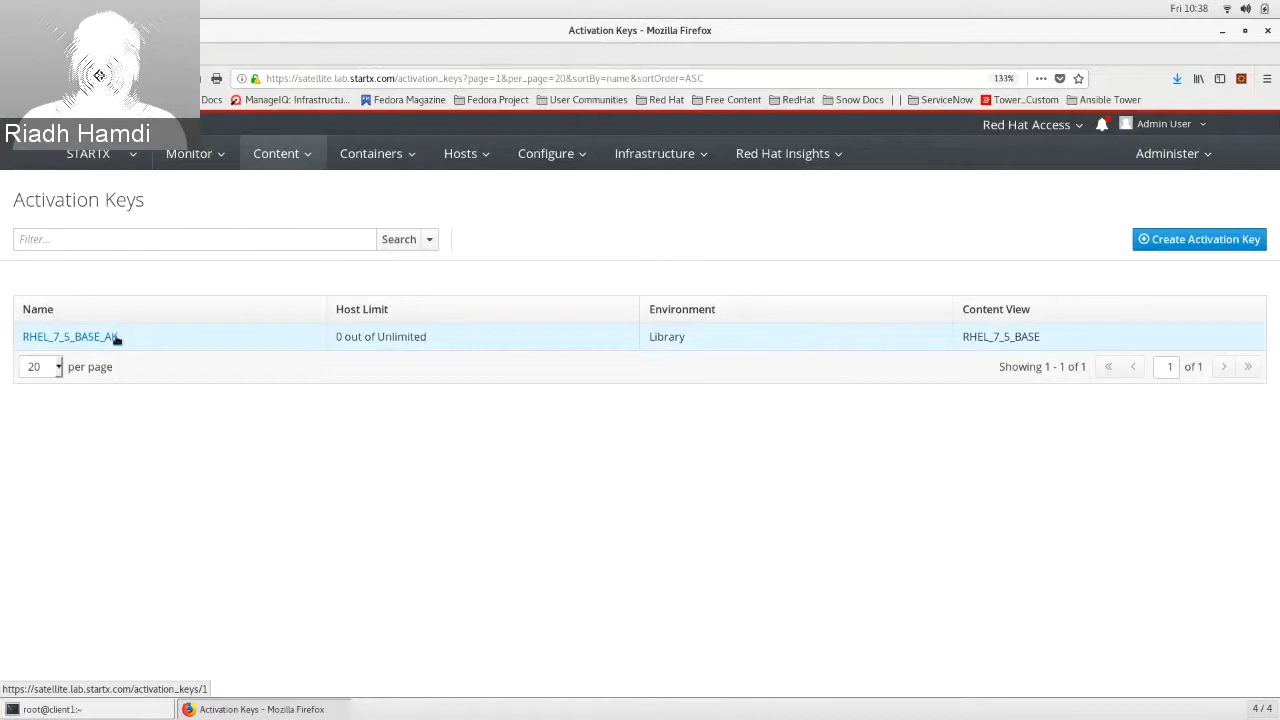 Fri 10:38
Activation Keys - Mozilla Firefox
https://satellite.lab.startx.com/activation_keys?page=1&per_page=20&sortBy=name&sortOrder=ASC
133%
Docs ManageIQ: Infrastructu... Fedora Magazine Fedora Project User Communities Red Hat Free Content RedHat Snow Docs | | ServiceNow Tower_Custom Ansible Tower
Riadh Hamdi
Red Hat Access Admin User
STARTX Monitor Content Containers Hosts Configure Infrastructure Red Hat Insights Administer
Activation Keys
Filter... Search Create Activation Key
Name Host Limit Environment Content View
RHEL_7_5_BASE_AK 0 out of Unlimited Library RHEL_7_5_BASE
20 per page Showing 1 - 1 of 1 1 of 1
https://satellite.lab.startx.com/activation_keys/1
root@client1:~ Activation Keys - Mozilla Firefox 4 / 4